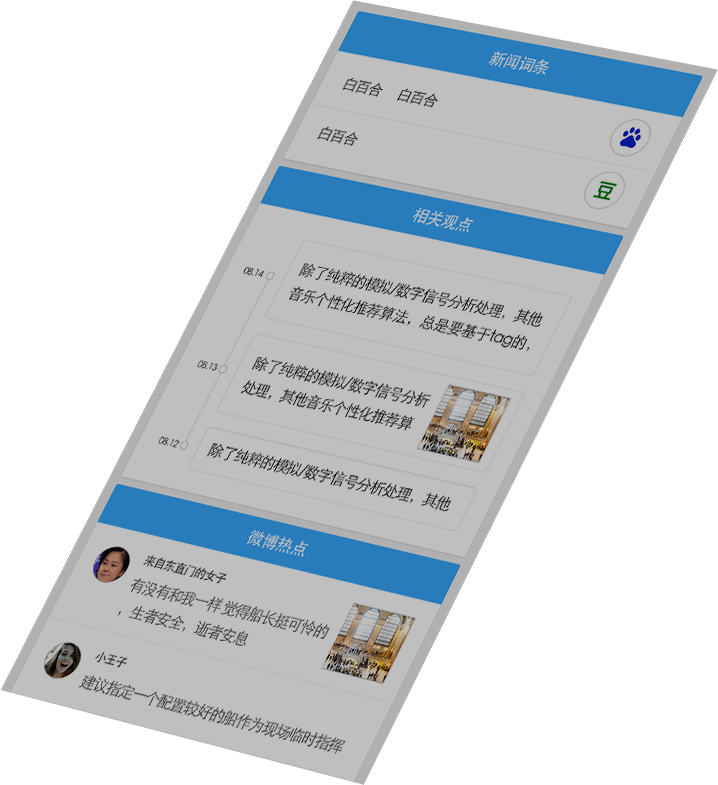 新闻词条
白百合 白百合
白百合
豆
相关观点
08.14
除了纯粹的模拟/数字信号分析处理，其他
音乐个性化推荐算法，总是要基于tag的，
08.13
除了纯粹的模拟/数字信号分析
处理，其他音乐个性化推荐算
08.12
除了纯粹的模拟/数字信号分析处理，其他
微博热点
来自东直门的女子
有没有和我一样 觉得船长挺可怜的
，生者安全，逝者安息
小王子
建议指定一个配置较好的船作为现场临时指挥